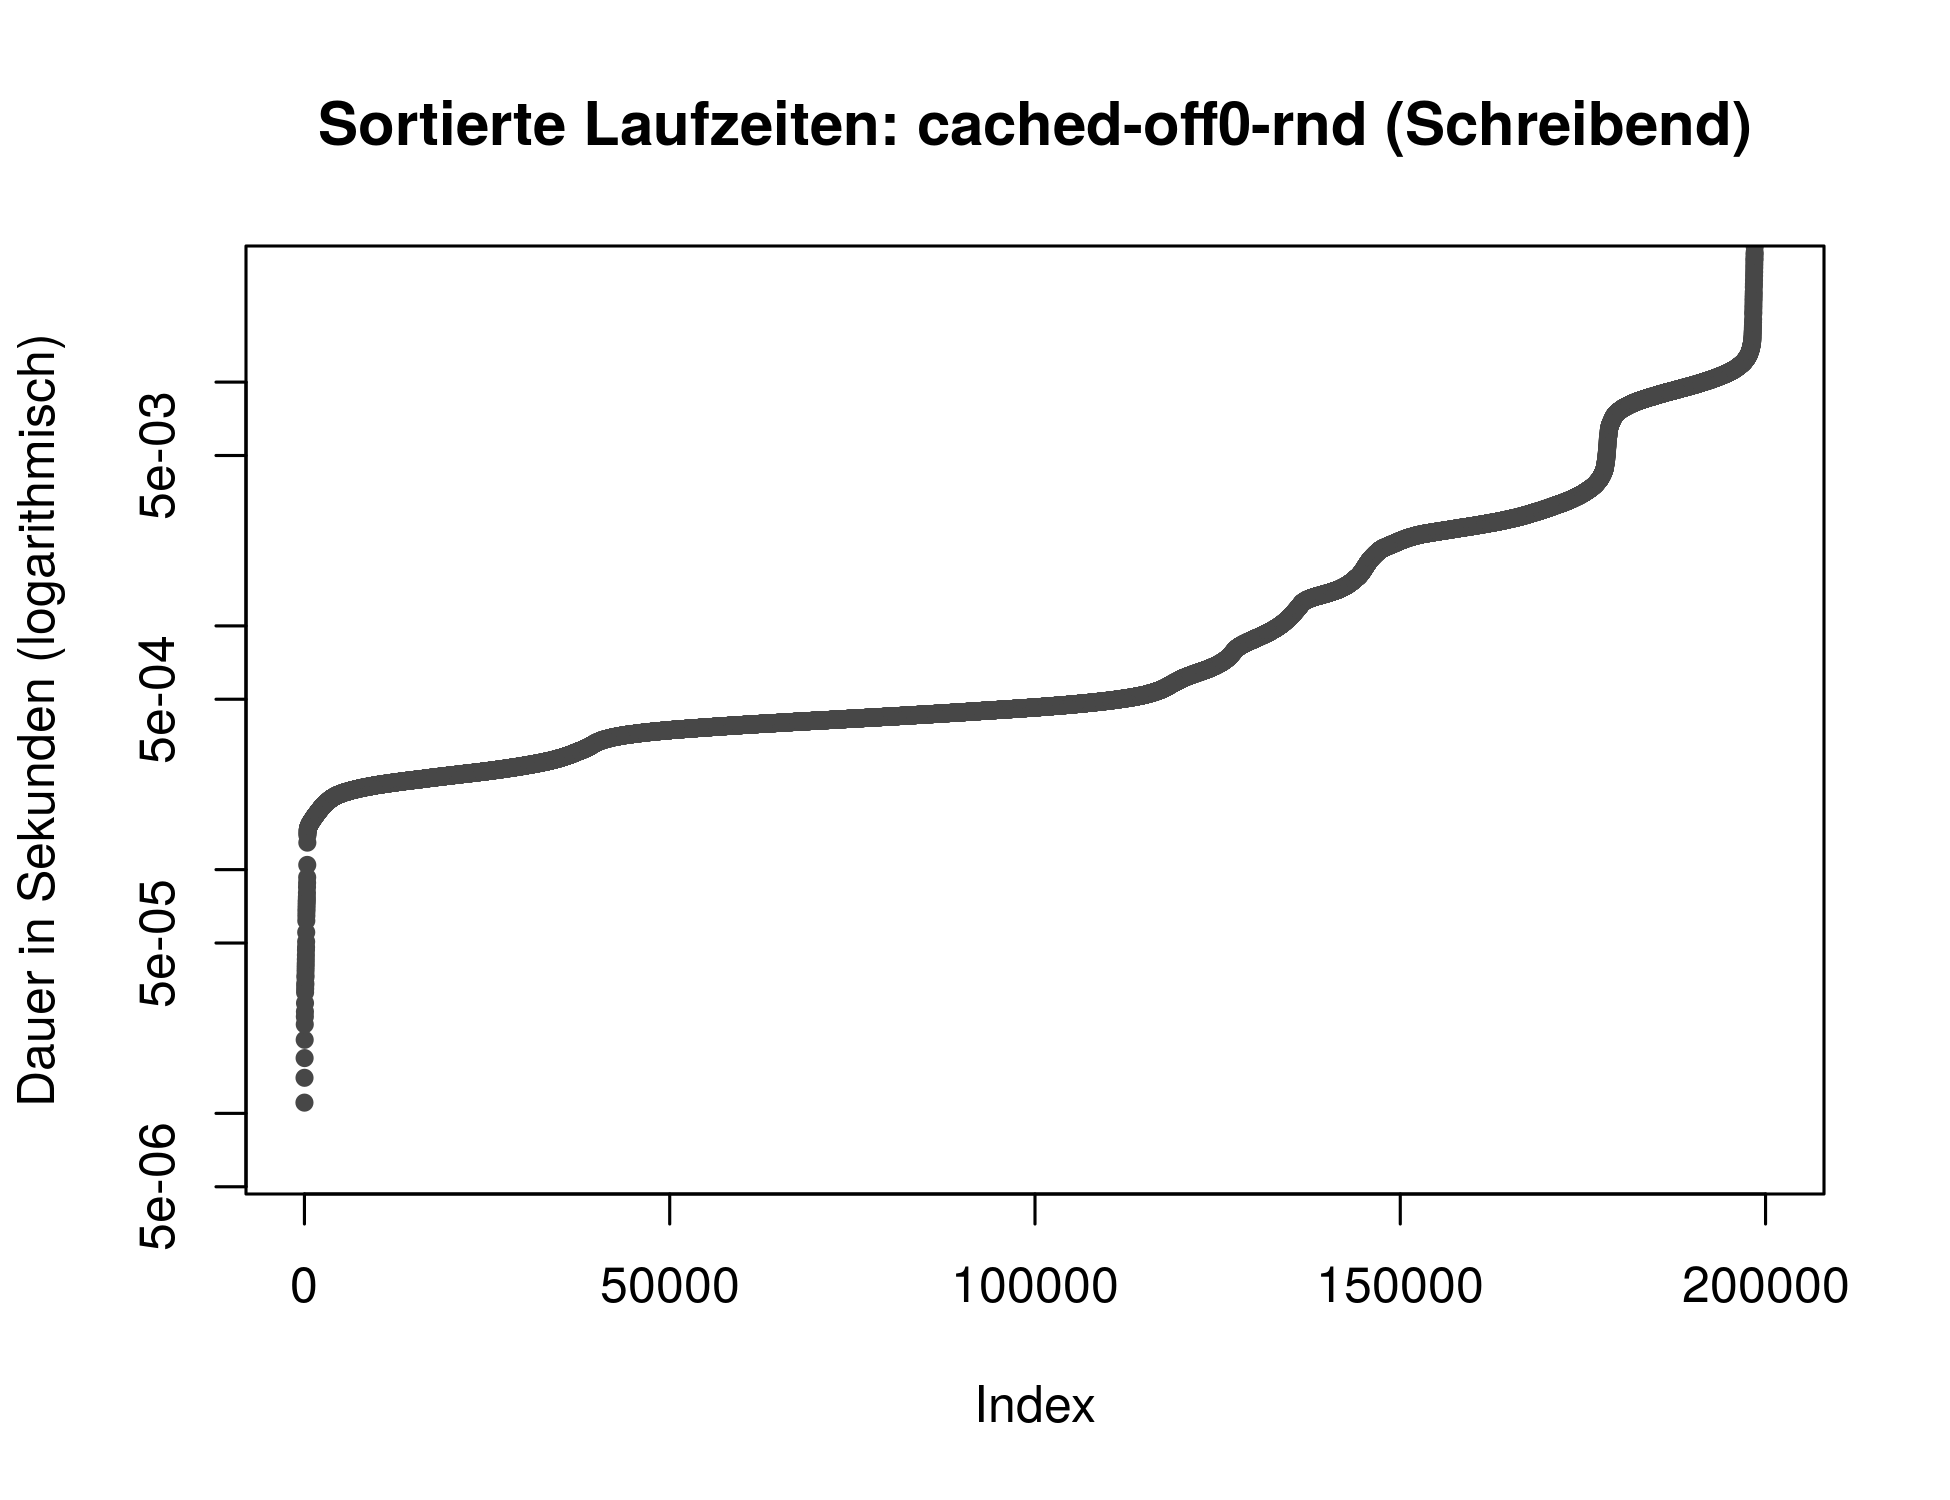 Sortierte Laufzeiten: cached-off0-rnd (Schreibend)
Dauer in Sekunden (logarithmisch)
5e-03
5e-04
5e-05
5e-06
0 50000 100000 150000 200000
Index